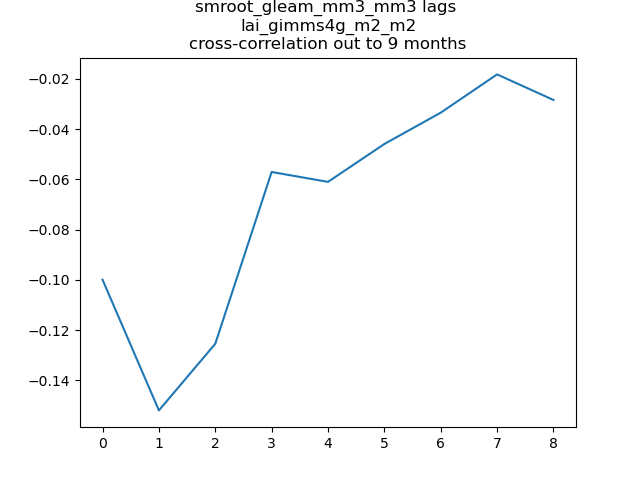 smroot_gleam_mm3_mm3 lags
lai_gimms4g_m2_m2
cross-correlation out to 9 months
−0.02
−0.04
−0.06
−0.08
−0.10
−0.12
−0.14
0 1 2 3 4 5 6 7 8